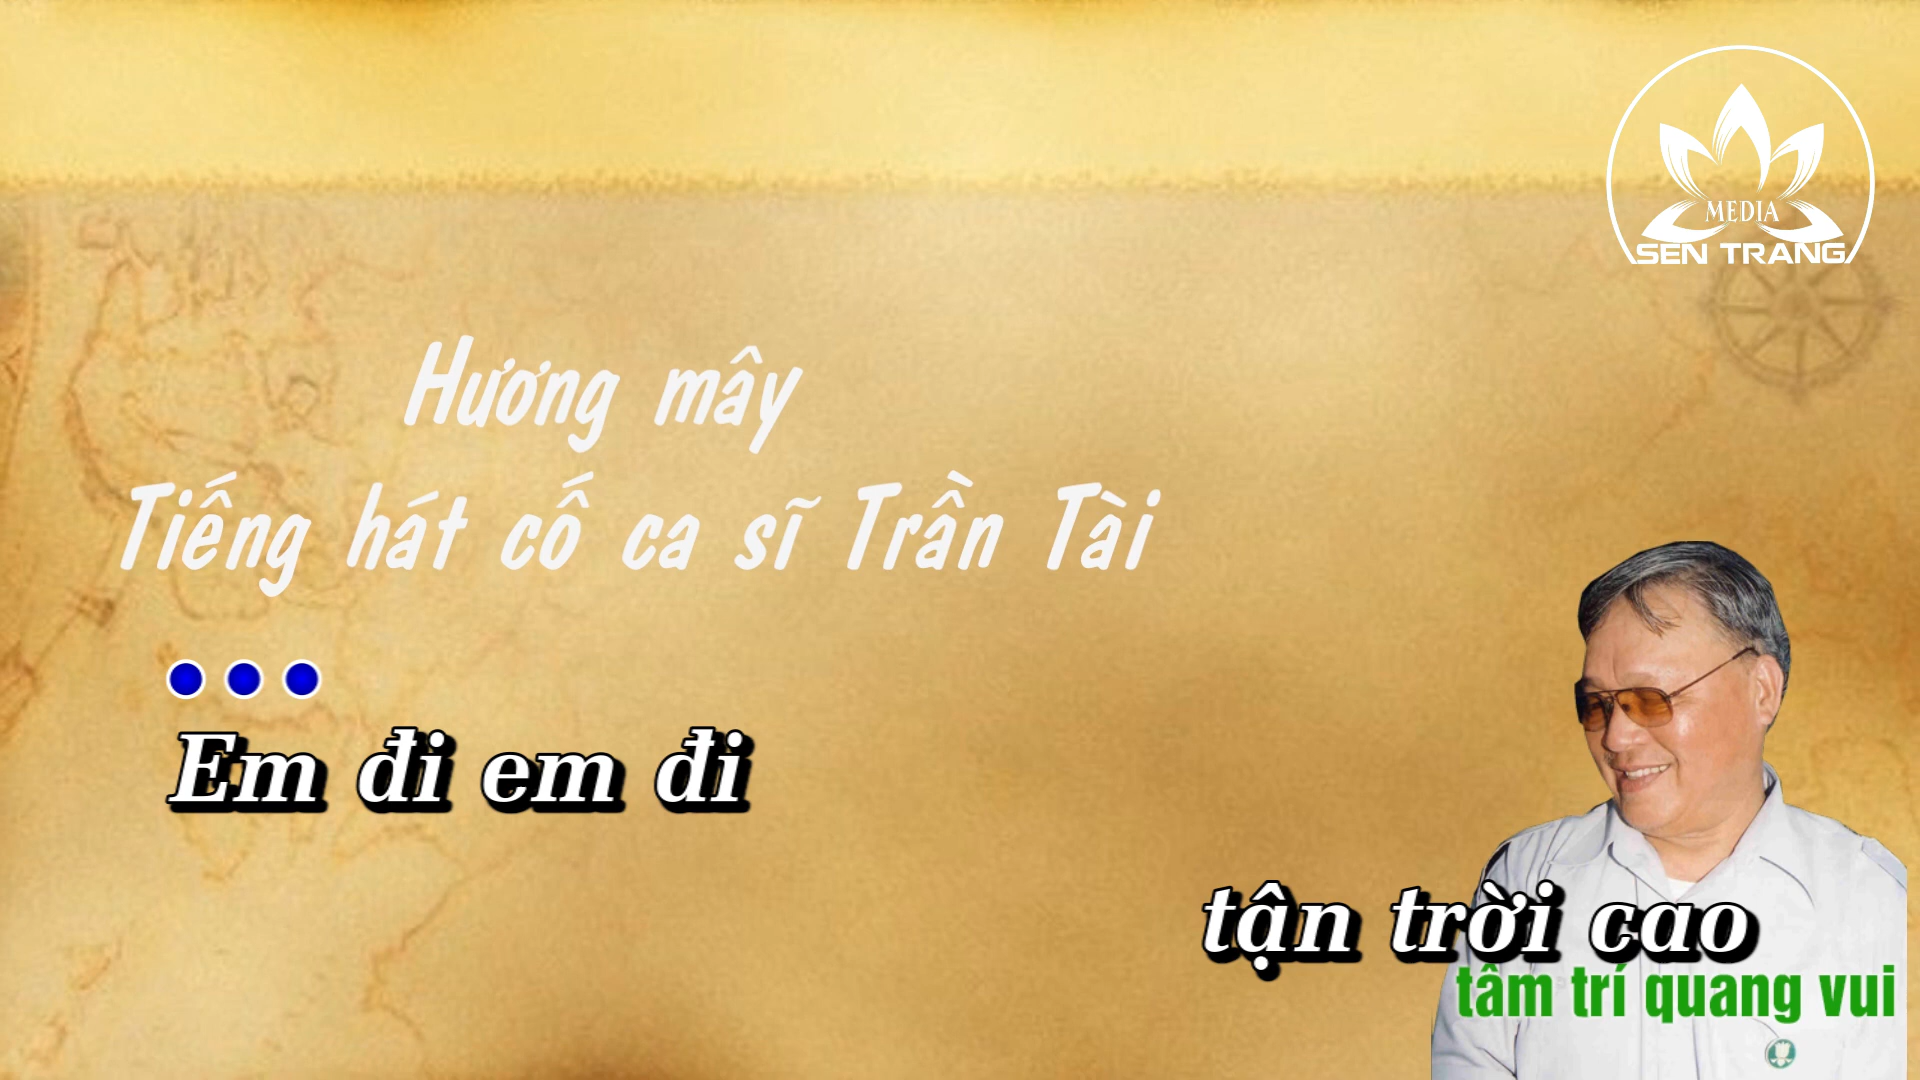 MEDIA
SEN TRANG
Hương mây
Tiếng hát cố ca sĩ Trần Tài
Em đi em đi
tận trời cao
tâm trí quang vui